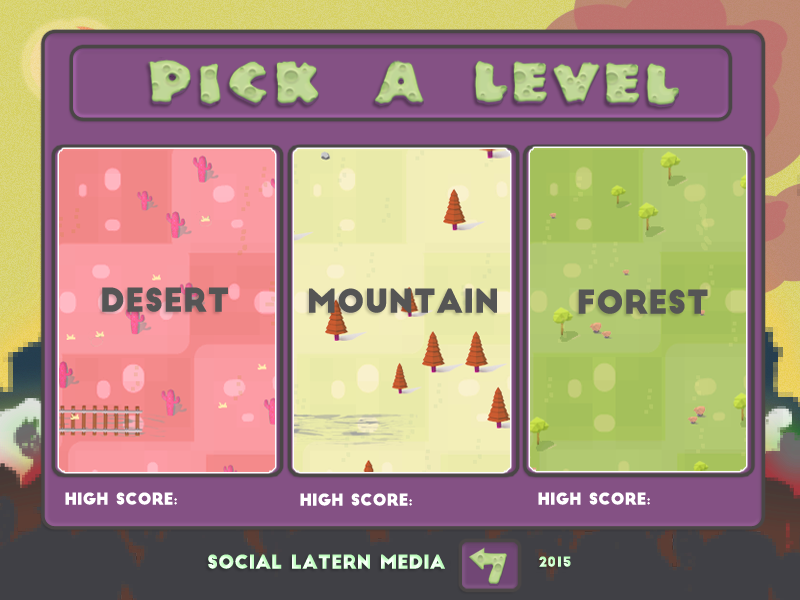 PICK A LEVEL
DESERT
MOUNTAIN
FOREST
HIGH SCORE:
HIGH SCORE:
HIGH SCORE:
SOCIAL LATERN MEDIA
2015